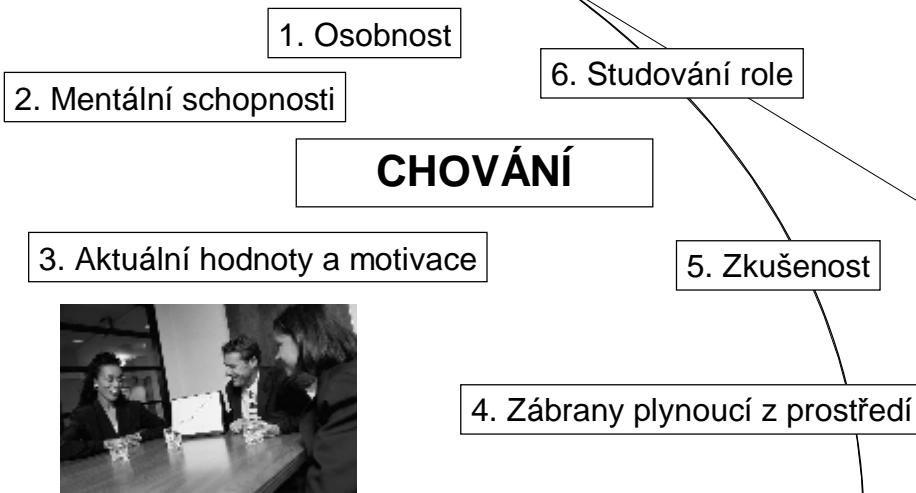 1. Osobnost
6. Studování role
2. Mentální schopnosti
CHOVÁNÍ
3. Aktuální hodnoty a motivace
5. Zkušenost
4. Zábrany plynoucí z prostředí